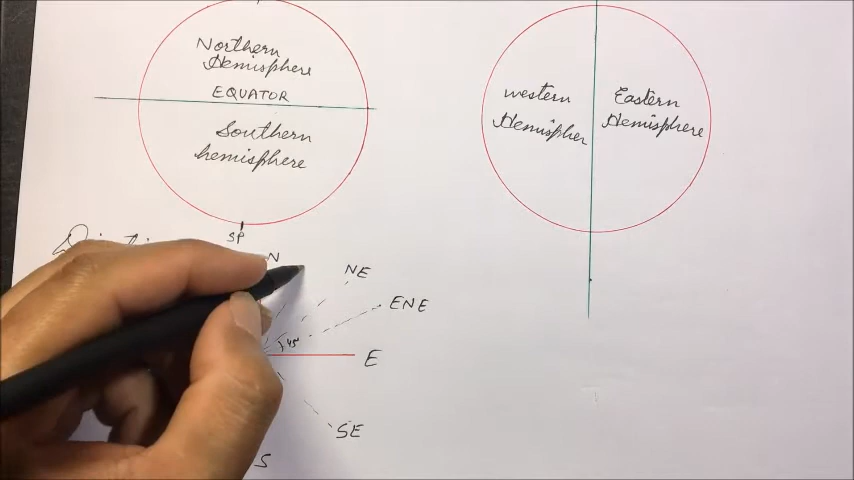 Northern
Hemisphere
EQUATOR
Southern
hemisphere
SP
western
Hemispher
Eastern
Hemisphere
N
NE
ENE
45°
E
SE
S